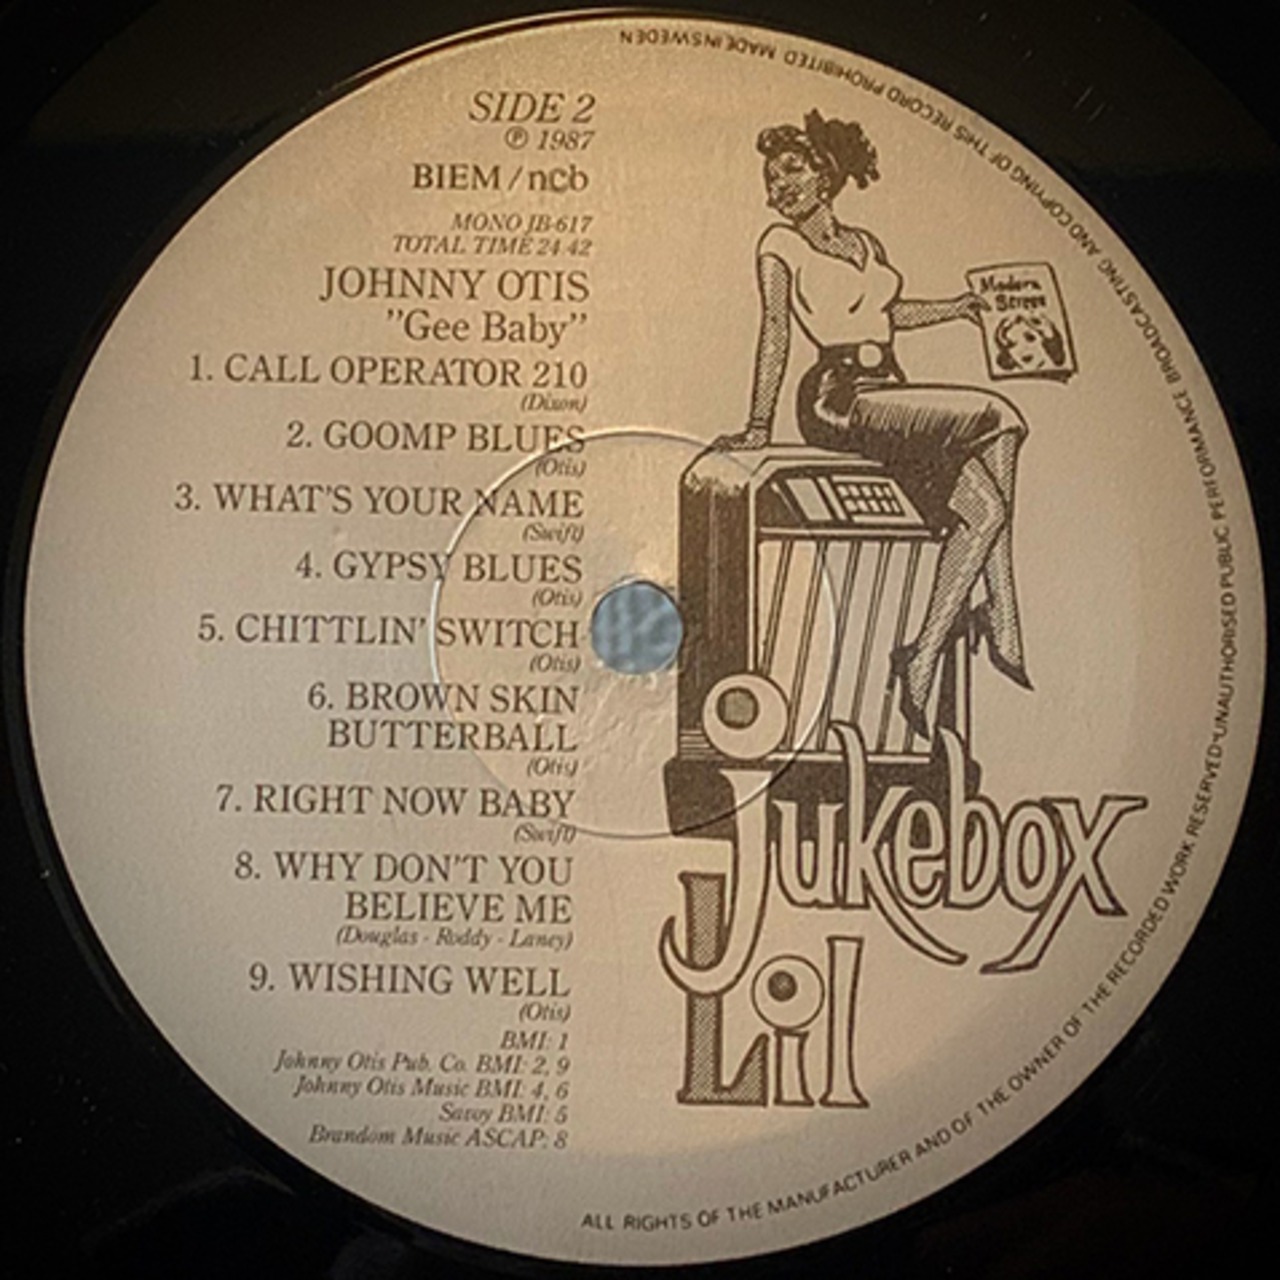 SIDE 2
℗ 1987
BIEM/ncb
MONO JB-617
TOTAL TIME 24 42
JOHNNY OTIS
"Gee Baby"
1. CALL OPERATOR 210
(Dixon)
2. GOOMP BLUES
(Otis)
3. WHAT'S YOUR NAME
(Swift)
4. GYPSY BLUES
(Otis)
5. CHITTLIN' SWITCH
(Otis)
6. BROWN SKIN
BUTTERBALL
(Otis)
7. RIGHT NOW BABY
(Swift)
8. WHY DON'T YOU
BELIEVE ME
(Douglas - Roddy - Laney)
9. WISHING WELL
(Otis)
BMI: 1
Johnny Otis Pub. Co. BMI: 2, 9
Johnny Otis Music BMI: 4, 6
Savoy BMI: 5
Brandom Music ASCAP: 8
Modern
Screen
Jukebox
Lil
ALL RIGHTS OF THE MANUFACTURER AND OF THE OWNER OF THE RECORDED WORK RESERVED UNAUTHORISED PUBLIC PERFORMANCE BROADCASTING AND COPYING OF THIS RECORD PROHIBITED MADE IN SWEDEN